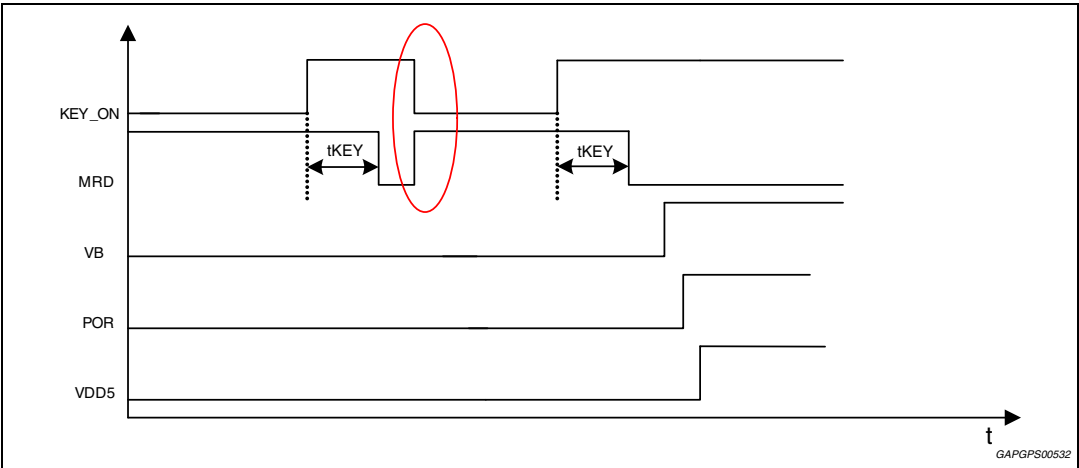 KEY_ON
tKEY
tKEY
MRD
VB
POR
VDD5
t
GAPGPS00532